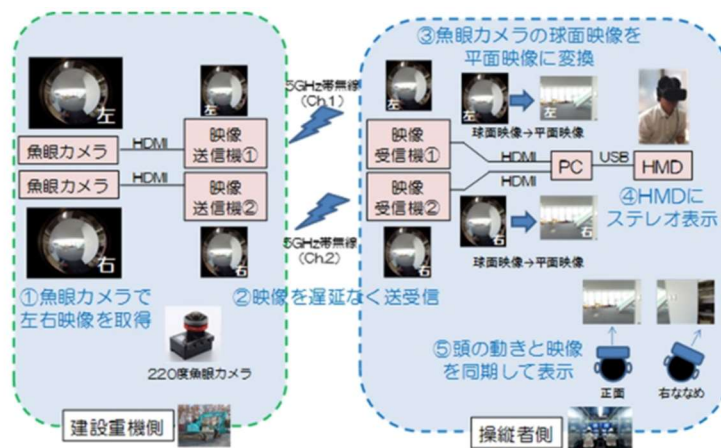 左
魚眼カメラ
HDMI
映像
送信機①
左
魚眼カメラ
HDMI
映像
送信機②
右
右
①魚眼カメラで
左右映像を取得
220度魚眼カメラ
建設重機側
5GHz帯無線
(Ch.1)
5GHz帯無線
(Ch.2)
②映像を遅延なく送受信
③魚眼カメラの球面映像を
平面映像に変換
左
左
左
球面映像→平面映像
映像
受信機①
HDMI
映像
受信機②
HDMI
PC
USB
HMD
④HMDに
ステレオ表示
右
右
右
球面映像→平面映像
⑤頭の動きと映像
を同期して表示
正面
右ななめ
操縦者側